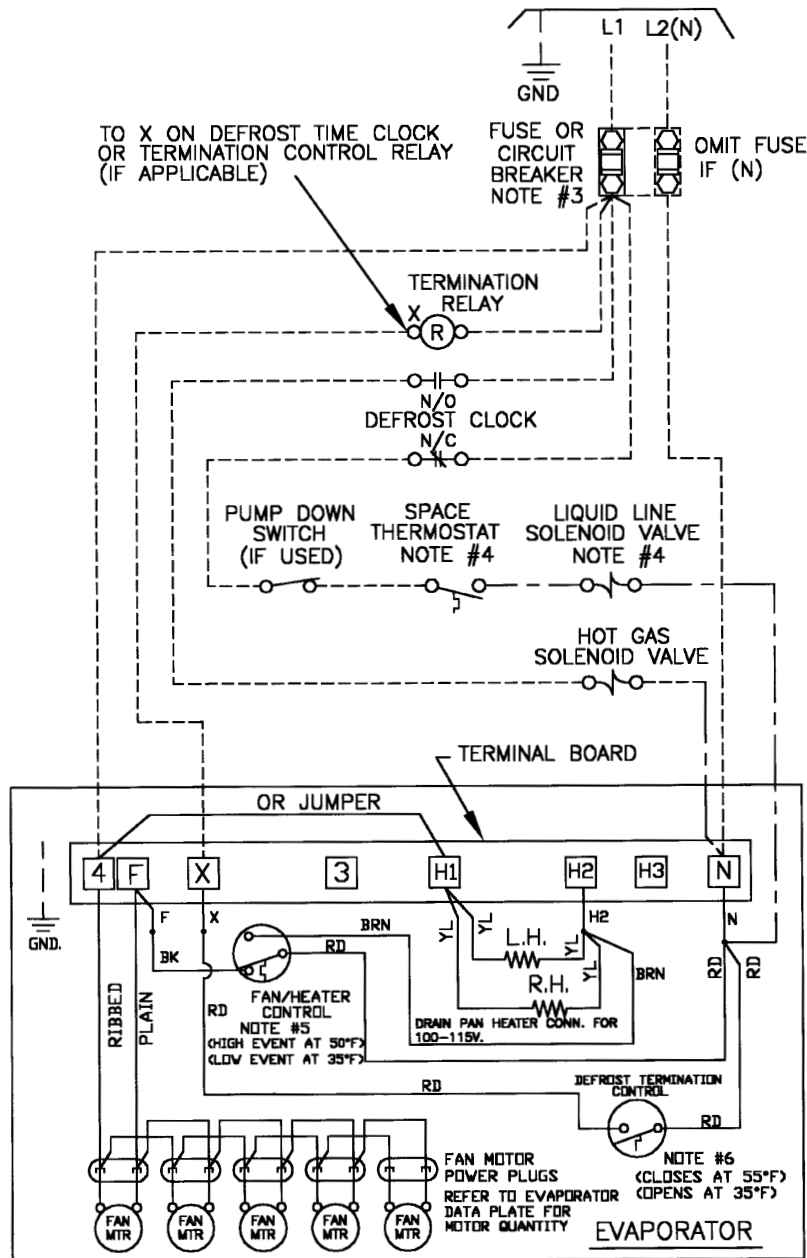 L1 L2(N)
GND
TO X ON DEFROST TIME CLOCK
OR TERMINATION CONTROL RELAY
(IF APPLICABLE)
FUSE OR
CIRCUIT
BREAKER
NOTE #3
OMIT FUSE
IF (N)
TERMINATION
RELAY
X
R
N/O
DEFROST CLOCK
N/C
PUMP DOWN
SWITCH
(IF USED)
SPACE
THERMOSTAT
NOTE #4
LIQUID LINE
SOLENOID VALVE
NOTE #4
HOT GAS
SOLENOID VALVE
TERMINAL BOARD
OR JUMPER
4 F X 3 H1 H2 H3 N
GND.
F
X
BRN
RD
BK
YL
YL
L.H.
YL
H2
YL
R.H.
BRN
N
RD
RD
RIBBED
PLAIN
RD
FAN/HEATER
CONTROL
NOTE #5
(HIGH EVENT AT 50°F)
(LOW EVENT AT 35°F)
DRAIN PAN HEATER CONN. FOR
100-115V.
RD
DEFROST TERMINATION
CONTROL
RD
NOTE #6
(CLOSES AT 55°F)
(OPENS AT 35°F)
FAN MOTOR
POWER PLUGS
REFER TO EVAPORATOR
DATA PLATE FOR
MOTOR QUANTITY
FAN
MTR
FAN
MTR
FAN
MTR
FAN
MTR
FAN
MTR
EVAPORATOR